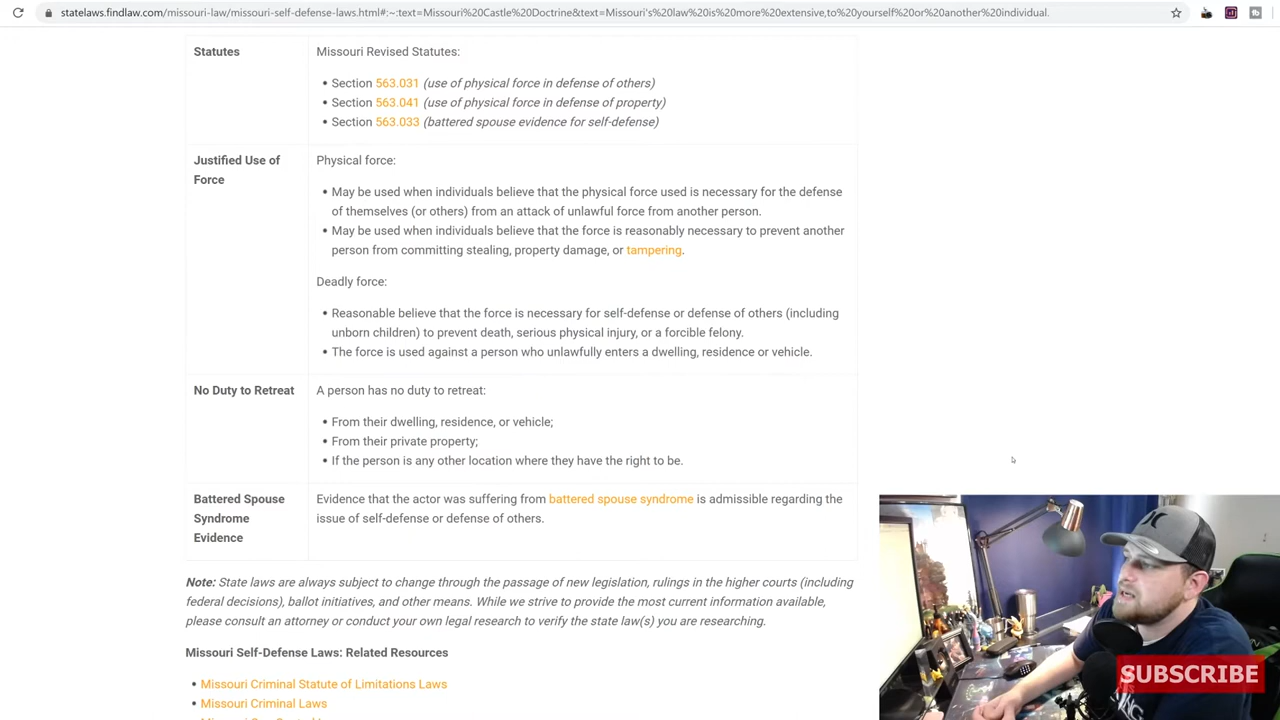 statelaws.findlaw.com/missouri-law/missouri-self-defense-laws.html#:~:text=Missouri%20Castle%20Doctrine&text=Missouri's%20law%20is%20more%20extensive,to%20yourself%20or%20another%20individual.
Statutes
Missouri Revised Statutes:
• Section 563.031 (use of physical force in defense of others)
• Section 563.041 (use of physical force in defense of property)
• Section 563.033 (battered spouse evidence for self-defense)
Justified Use of
Force
Physical force:
• May be used when individuals believe that the physical force used is necessary for the defense
of themselves (or others) from an attack of unlawful force from another person.
• May be used when individuals believe that the force is reasonably necessary to prevent another
person from committing stealing, property damage, or tampering.
Deadly force:
• Reasonable believe that the force is necessary for self-defense or defense of others (including
unborn children) to prevent death, serious physical injury, or a forcible felony.
• The force is used against a person who unlawfully enters a dwelling, residence or vehicle.
No Duty to Retreat
A person has no duty to retreat:
• From their dwelling, residence, or vehicle;
• From their private property;
• If the person is any other location where they have the right to be.
Battered Spouse
Syndrome
Evidence
Evidence that the actor was suffering from battered spouse syndrome is admissible regarding the
issue of self-defense or defense of others.
Note: State laws are always subject to change through the passage of new legislation, rulings in the higher courts (including
federal decisions), ballot initiatives, and other means. While we strive to provide the most current information available,
please consult an attorney or conduct your own legal research to verify the state law(s) you are researching.
Missouri Self-Defense Laws: Related Resources
• Missouri Criminal Statute of Limitations Laws
• Missouri Criminal Laws
SUBSCRIBE